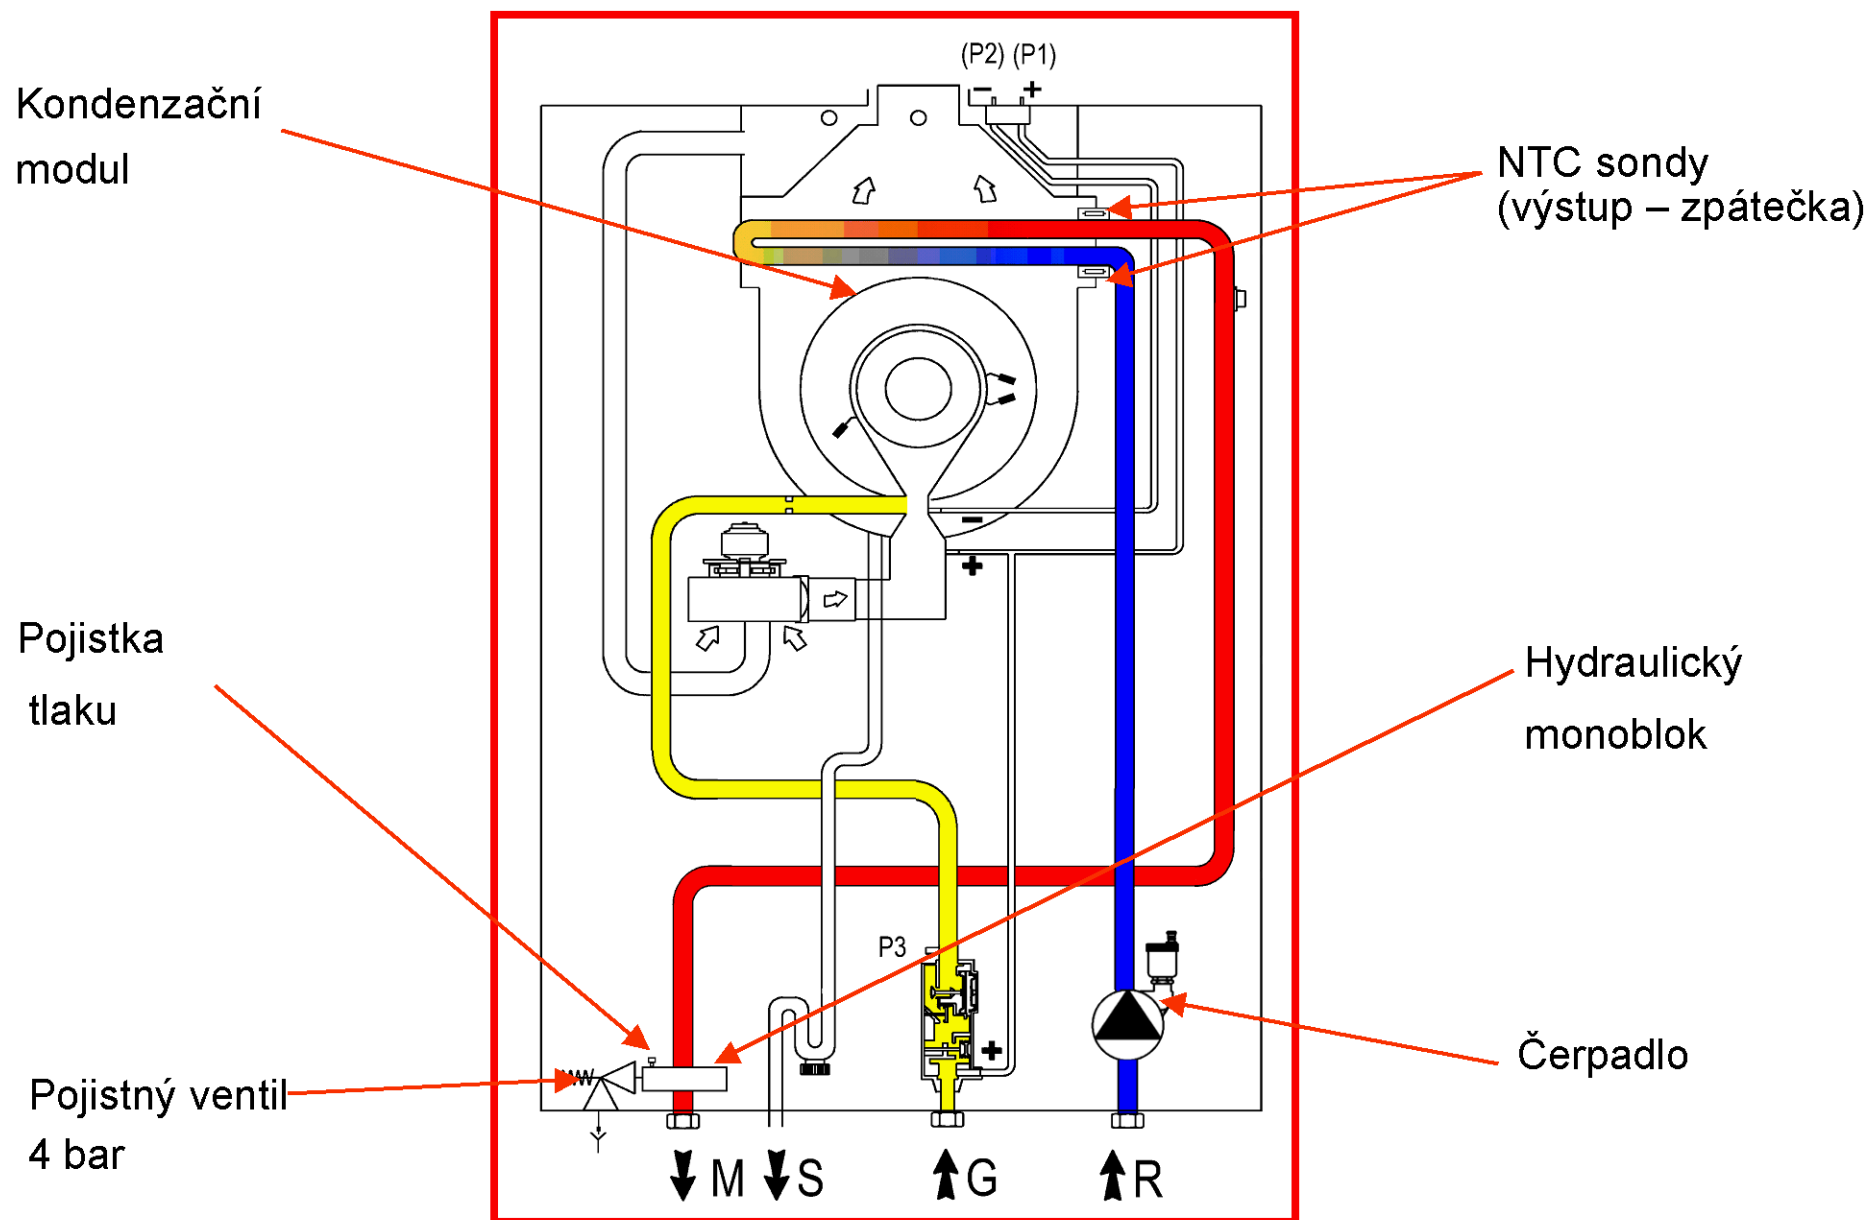 (P2) (P1)
– +
Kondenzační
modul
NTC sondy
(výstup – zpátečka)
–
+
Pojistka
tlaku
Hydraulický
monoblok
P3
+
Čerpadlo
Pojistný ventil
4 bar
M S G R